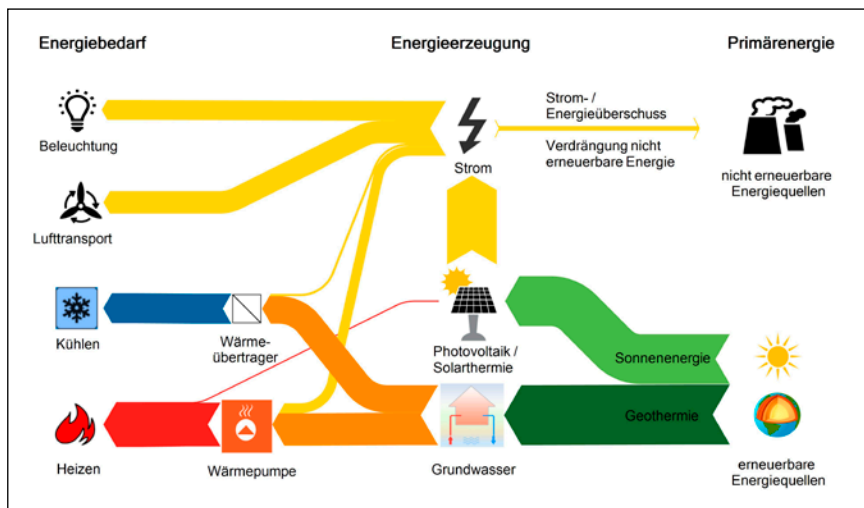 Energiebedarf
Energieerzeugung
Primärenergie
Beleuchtung
Strom
Strom- /
Energieüberschuss
Verdrängung nicht
erneuerbare Energie
nicht erneuerbare
Energiequellen
Lufttransport
Kühlen
Wärme-
übertrager
Photovoltaik /
Solarthermie
Sonnenenergie
Geothermie
Heizen
Wärmepumpe
Grundwasser
erneuerbare
Energiequellen